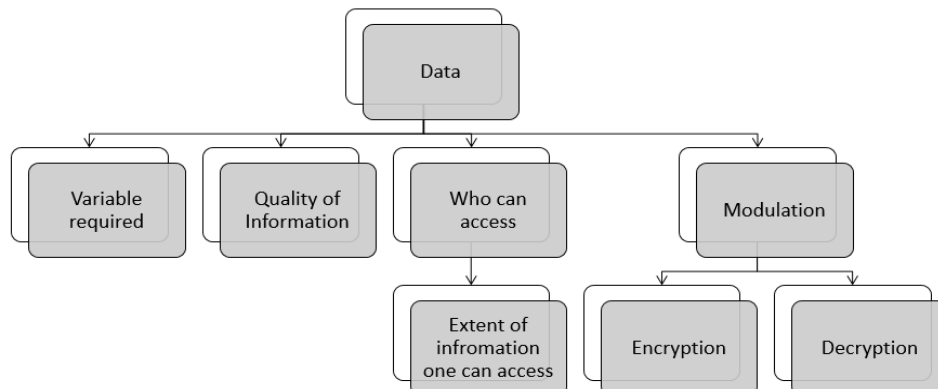 Data
Variable
required
Quality of
Information
Who can
access
Modulation
Extent of
infromation
one can access
Encryption
Decryption